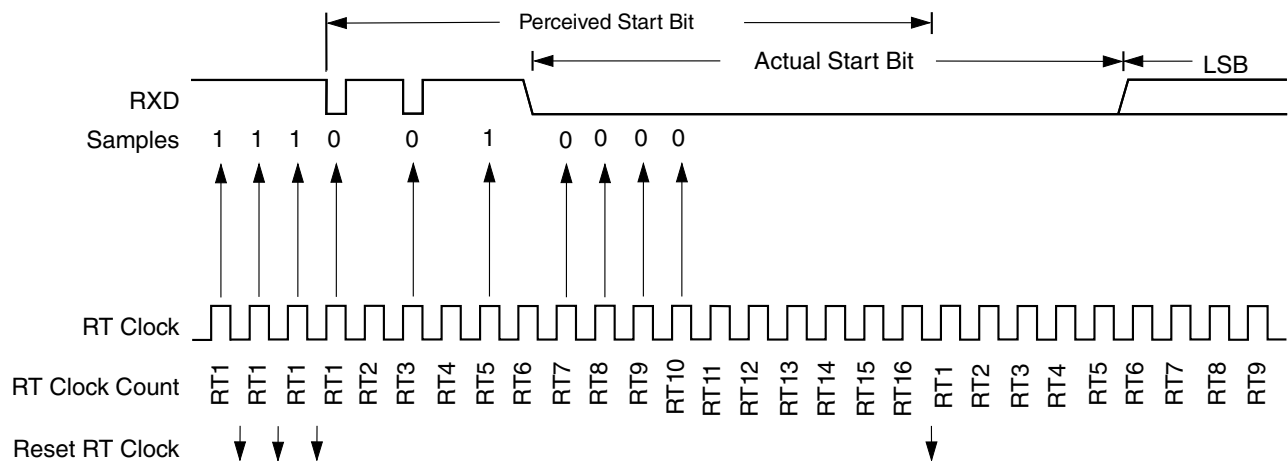 Perceived Start Bit
Actual Start Bit LSB
RXD
Samples 1 1 1 0 0 1 0 0 0 0
RT Clock
RT Clock Count RT1 RT1 RT1 RT1 RT2 RT3 RT4 RT5 RT6 RT7 RT8 RT9 RT10 RT11 RT12 RT13 RT14 RT15 RT16 RT1 RT2 RT3 RT4 RT5 RT6 RT7 RT8 RT9
Reset RT Clock